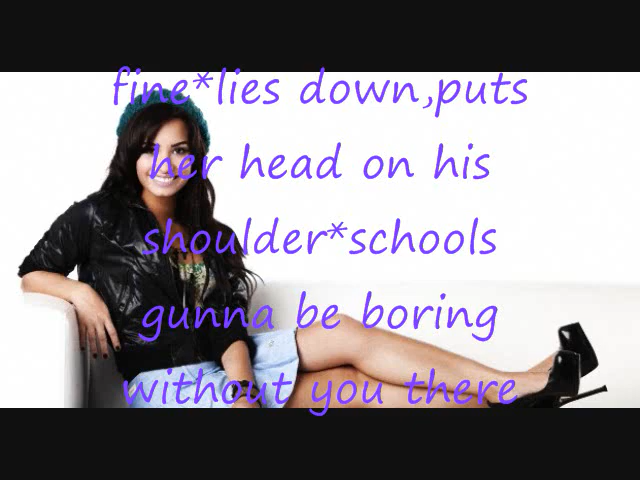 fine*lies down,puts
her head on his
shoulder*schools
gunna be boring
without you there